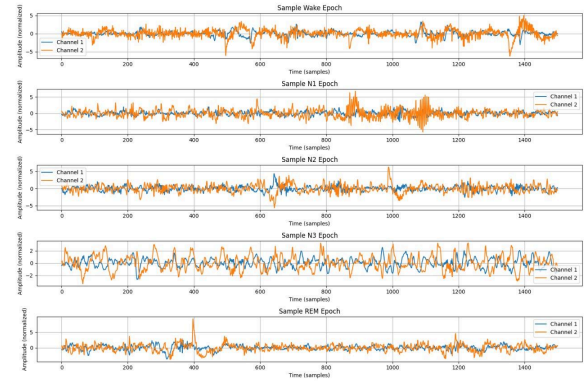 Sample Wake Epoch
Amplitude (normalized)
5
0
-5
Channel 1
Channel 2
0 200 400 600 800 1000 1200 1400
Time (samples)
Sample N1 Epoch
Amplitude (normalized)
5
0
-5
Channel 1
Channel 2
0 200 400 600 800 1000 1200 1400
Time (samples)
Sample N2 Epoch
Amplitude (normalized)
5
0
-5
Channel 1
Channel 2
0 200 400 600 800 1000 1200 1400
Time (samples)
Sample N3 Epoch
Amplitude (normalized)
2
0
-2
Channel 1
Channel 2
0 200 400 600 800 1000 1200 1400
Time (samples)
Sample REM Epoch
Amplitude (normalized)
5
0
Channel 1
Channel 2
0 200 400 600 800 1000 1200 1400
Time (samples)